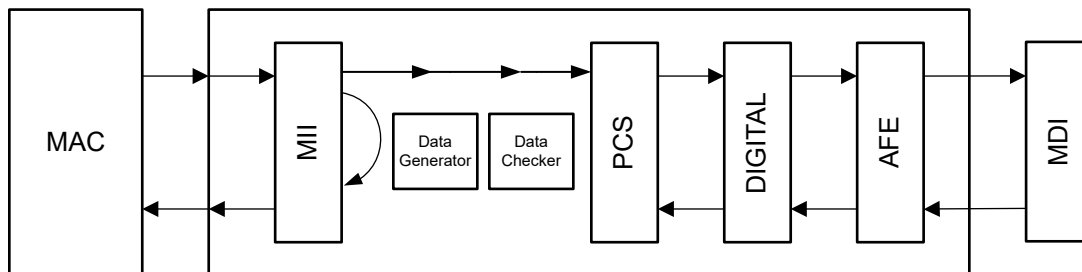 MAC
MII
Data
Generator
Data
Checker
PCS
DIGITAL
AFE
MDI